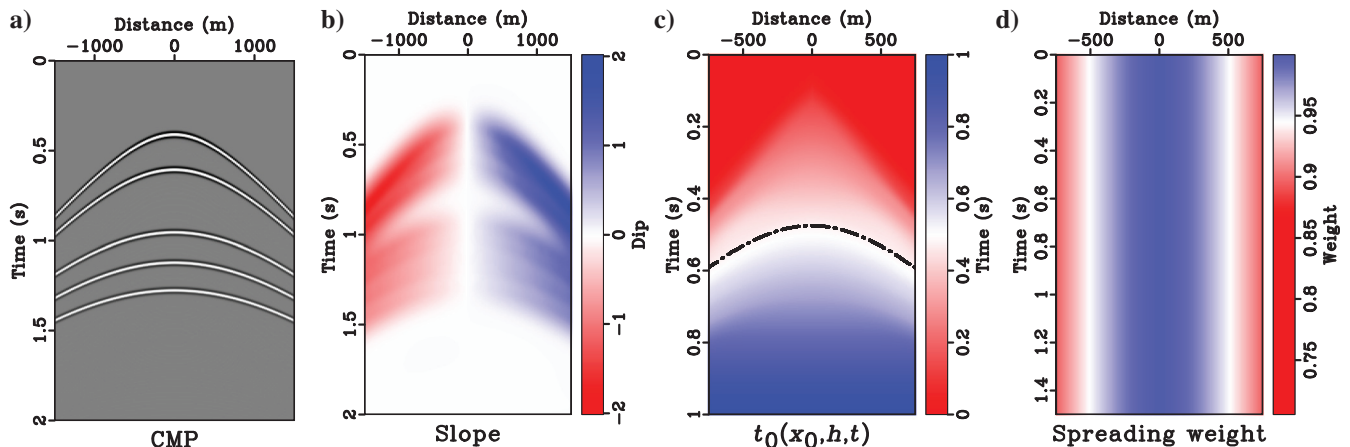 a)
Distance (m)
−1000 0 1000
0
0.5
1
1.5
2
Time (s)
CMP
b)
Distance (m)
−1000 0 1000
0
0.5
1
1.5
2
Time (s)
Slope
2
1
0
−1
−2
Dip
c)
Distance (m)
−500 0 500
0
0.2
0.4
0.6
0.8
1
Time (s)
t0(x0,h,t)
1
0.8
0.6
0.4
0.2
0
Time (s)
d)
Distance (m)
−500 0 500
0
0.2
0.4
0.6
0.8
1
1.2
1.4
Time (s)
Spreading weight
0.95
0.9
0.85
0.8
0.75
Weight